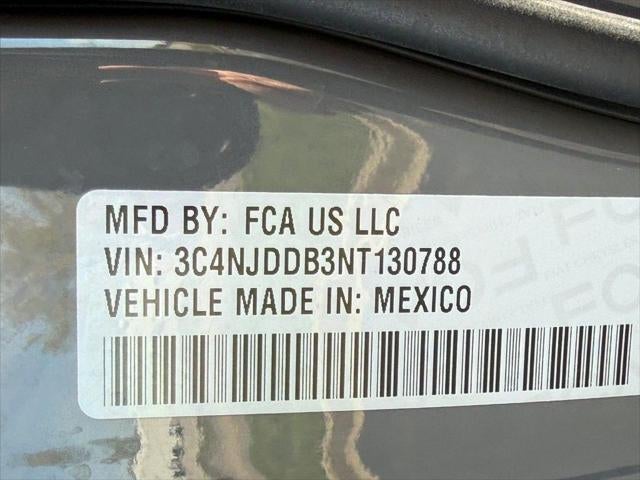 MFD BY: FCA US LLC
VIN: 3C4NJDDB3NT130788
VEHICLE MADE IN: MEXICO